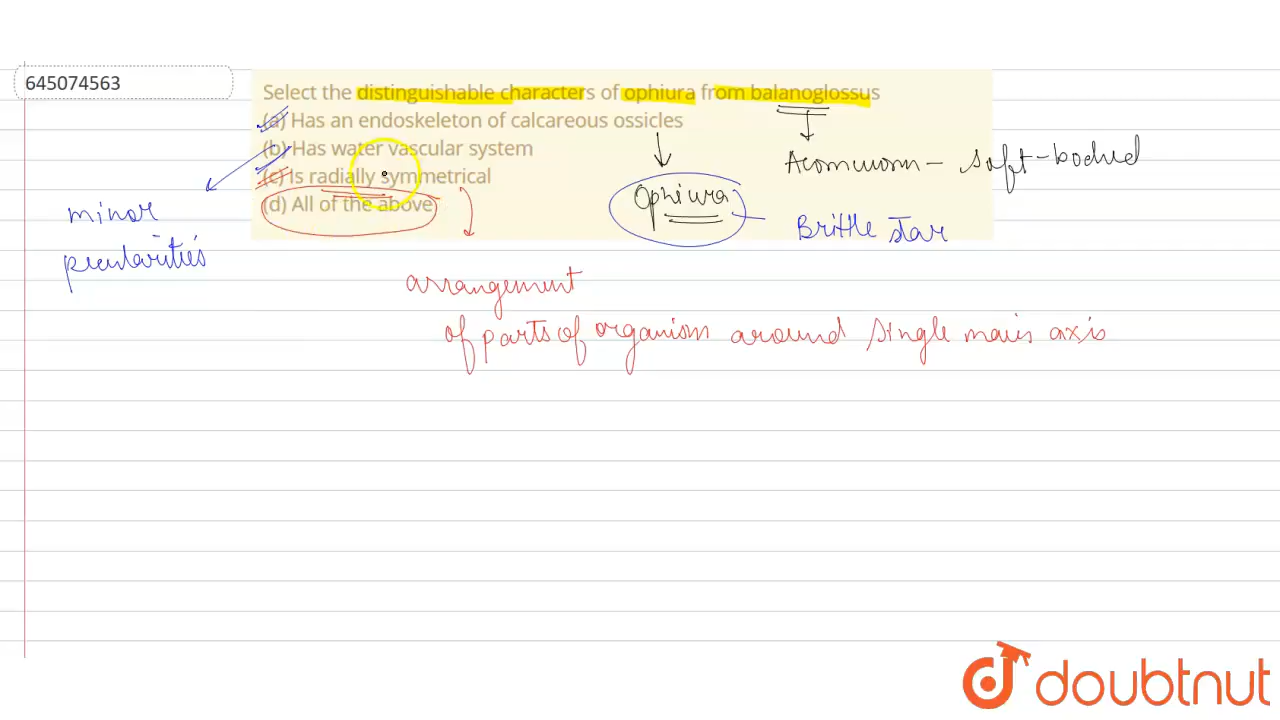 645074563
Select the distinguishable characters of ophiura from balanoglossus
(a) Has an endoskeleton of calcareous ossicles
(b) Has water vascular system
(c) Is radially symmetrical
(d) All of the above
Acornworm - soft-bodied
Ophiura
Brittle star
minor
pecularities
arrangement
of parts of organism around single main axis
doubtnut